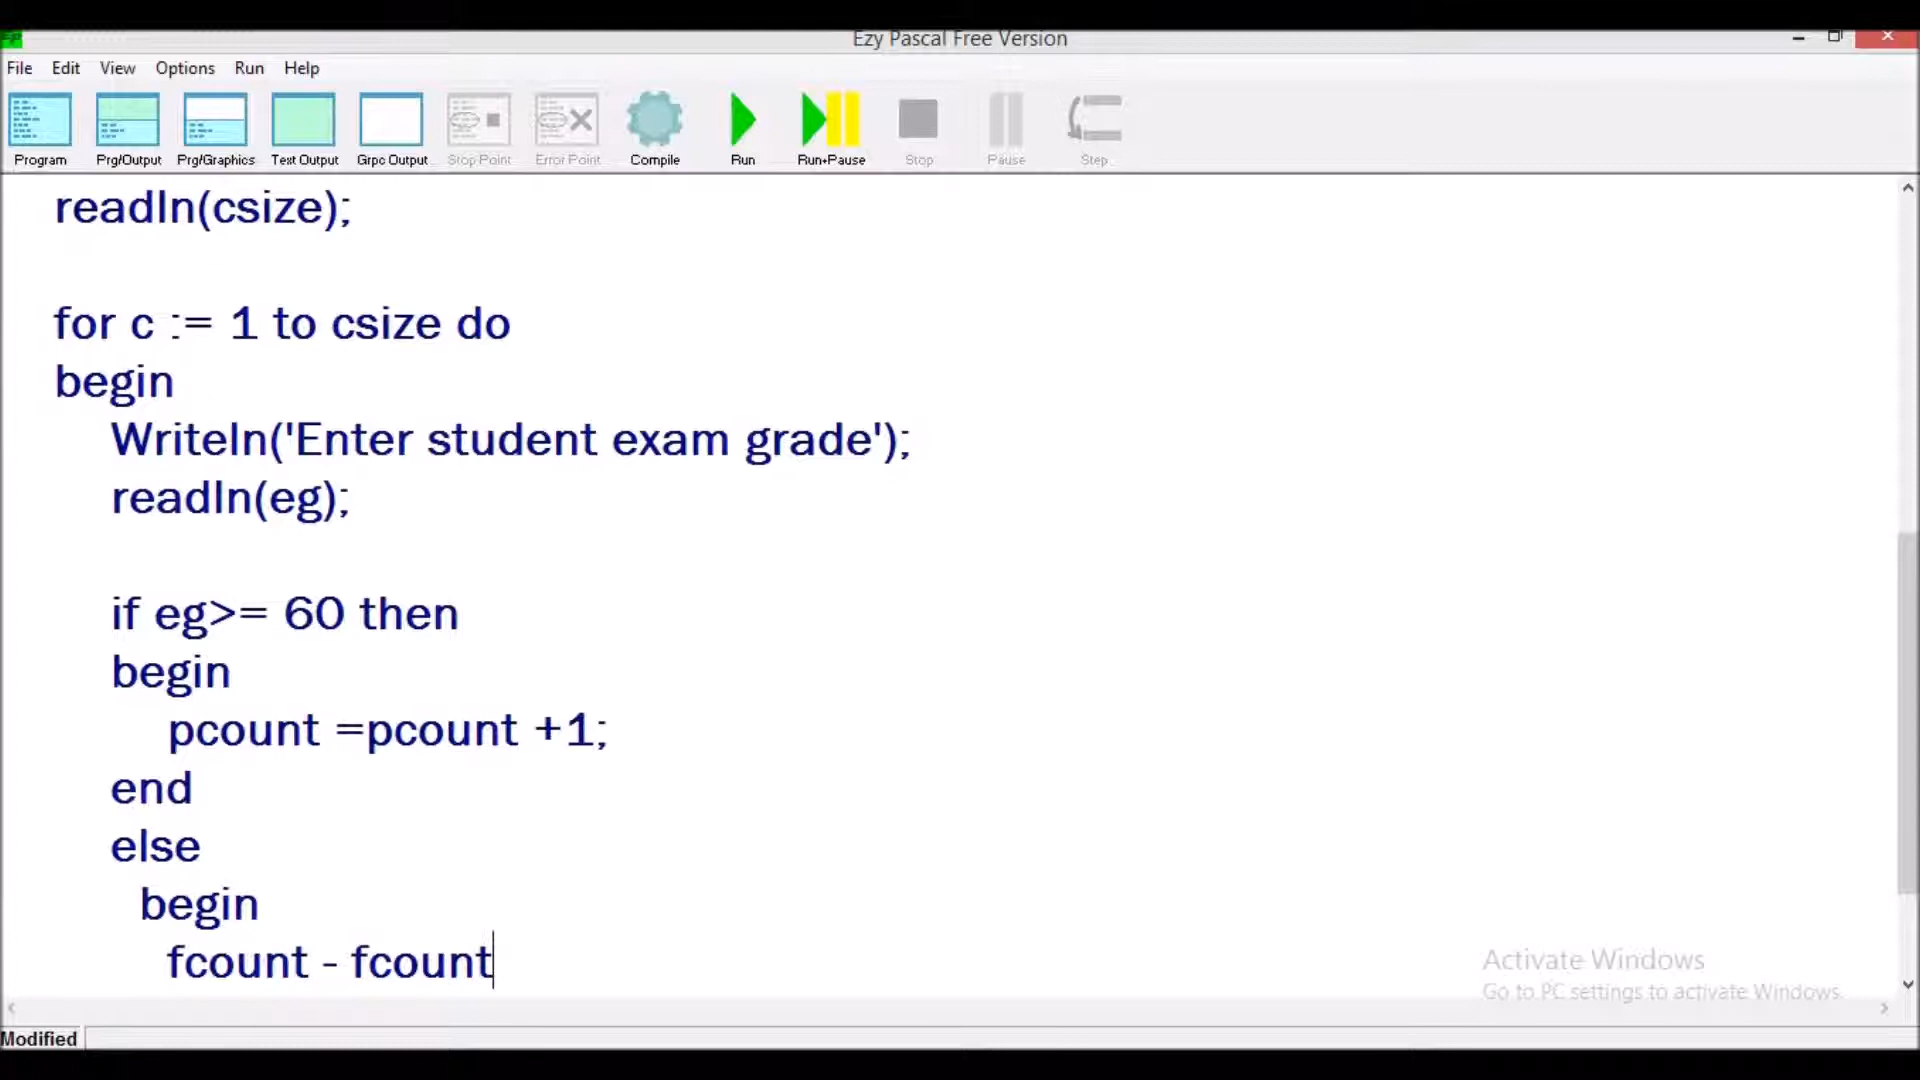 Ezy Pascal Free Version
File Edit View Options Run Help
Program Prg/Output Prg/Graphics Text Output Grpc Output Stop Point Error Point Compile Run Run+Pause Stop Pause Step
readln(csize);
for c := 1 to csize do
begin
Writeln('Enter student exam grade');
readln(eg);
if eg>= 60 then
begin
pcount =pcount +1;
end
else
begin
fcount - fcount
Activate Windows
Go to PC settings to activate Windows.
Modified